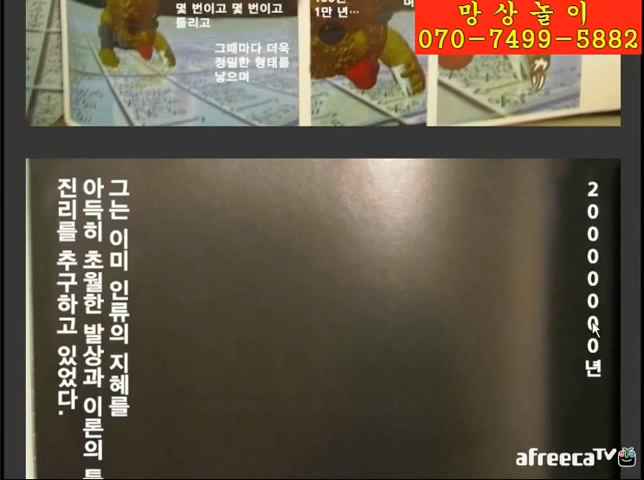 망상놀이
070-7499-5882
몇 번이고 몇 번이고
틀리고
그때마다 더욱
정밀한 형태를
낳으며
1만 년...
20000000년
그는 이미 인류의 지혜를
아득히 초월한 발상과 이론의
진리를 추구하고 있었다.
afreecaTV